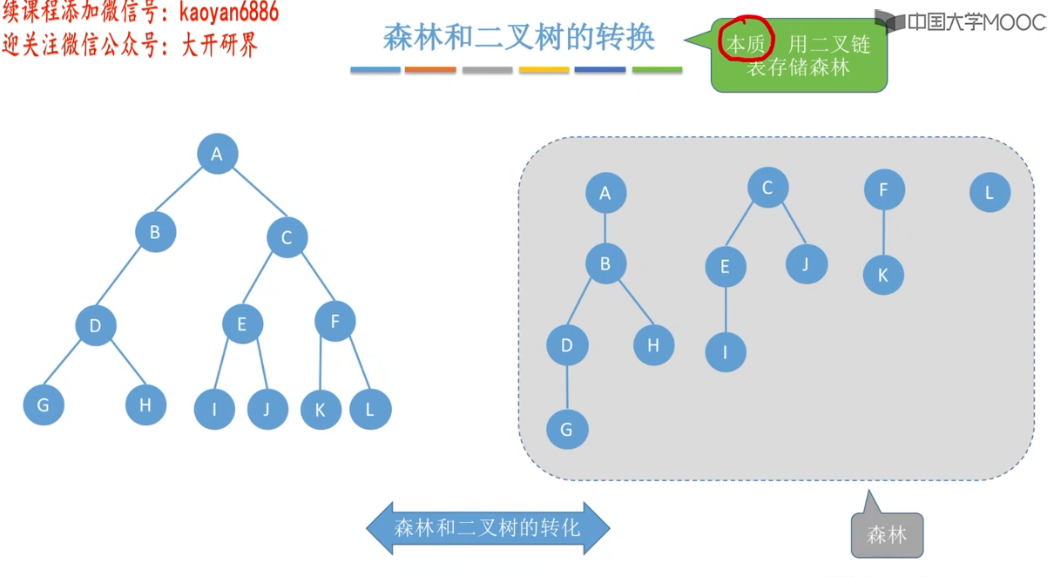 续课程添加微信号：kaoyan6886
迎关注微信公众号：大开研界
森林和二叉树的转换
本质 用二叉链
表存储森林
中国大学MOOC
A
B
C
D
E
F
G
H
I
J
K
L
A
C
F
L
B
E
J
K
D
H
I
G
森林和二叉树的转化
森林